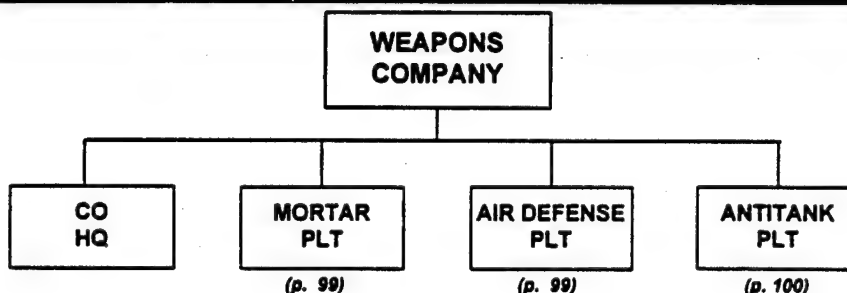 WEAPONS
COMPANY
CO
HQ
MORTAR
PLT
AIR DEFENSE
PLT
ANTITANK
PLT
(p. 99)
(p. 99)
(p. 100)